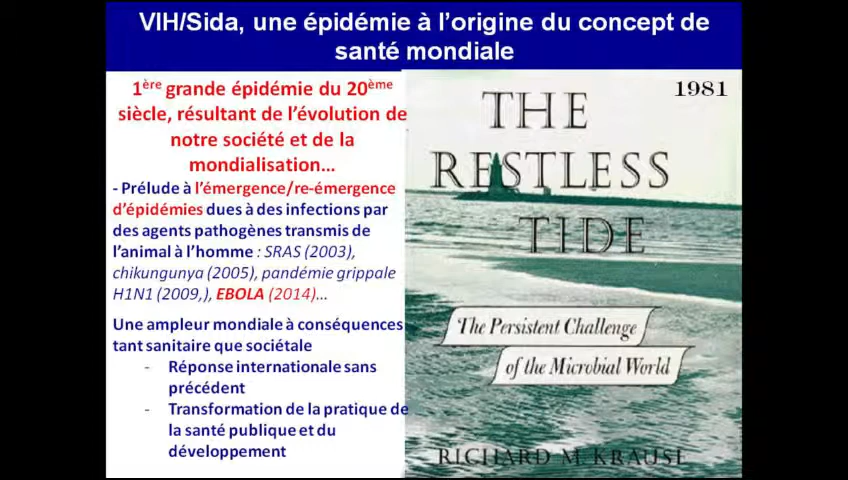 VIH/Sida, une épidémie à l'origine du concept de
santé mondiale
1ère grande épidémie du 20ème
siècle, résultant de l'évolution de
notre société et de la
mondialisation...
- Prélude à l'émergence/re-émergence
d'épidémies dues à des infections par
des agents pathogènes transmis de
l'animal à l'homme : SRAS (2003),
chikungunya (2005), pandémie grippale
H1N1 (2009,), EBOLA (2014)...
Une ampleur mondiale à conséquences
tant sanitaire que sociétale
- Réponse internationale sans
précédent
- Transformation de la pratique de
la santé publique et du
développement
1981
THE
RESTLESS
TIDE
The Persistent Challenge
of the Microbial World
RICHARD M. KRAUSE